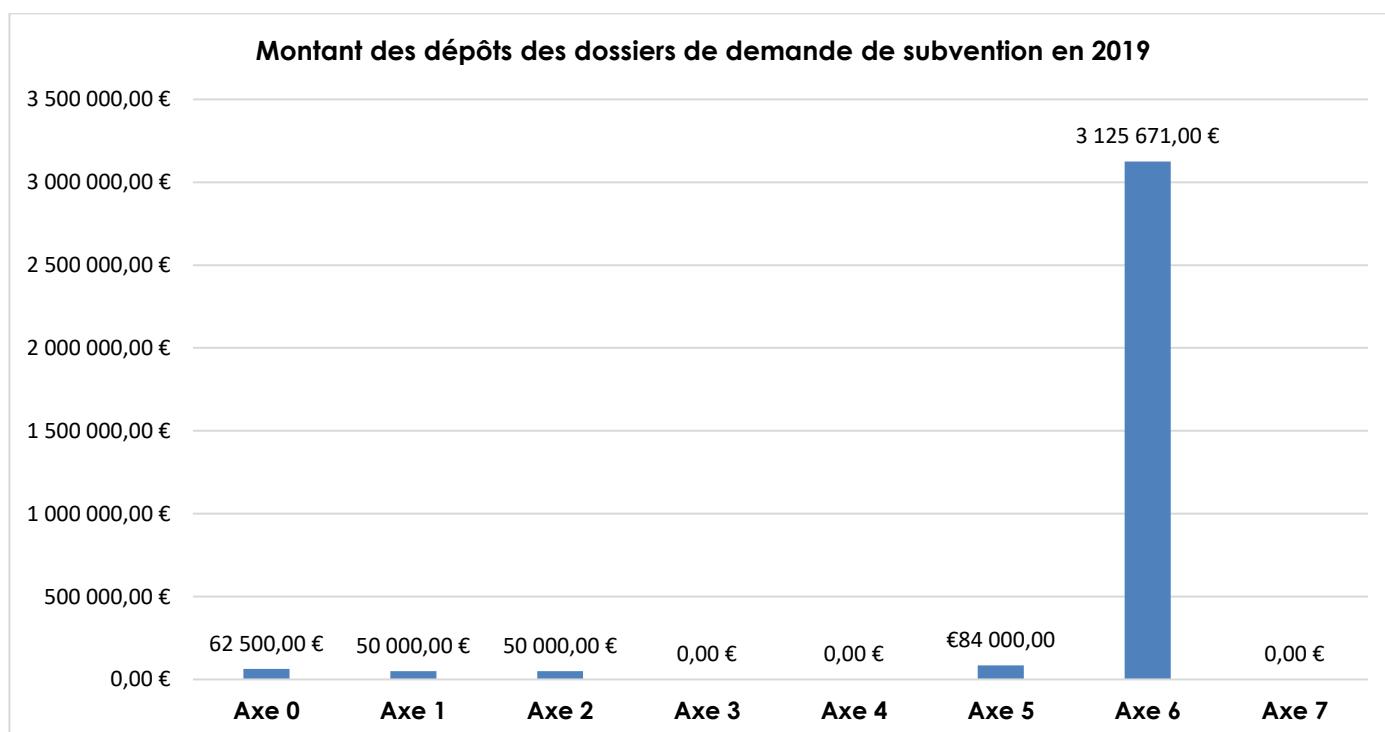 Montant des dépôts des dossiers de demande de subvention en 2019
3 500 000,00 €
3 125 671,00 €
3 000 000,00 €
2 500 000,00 €
2 000 000,00 €
1 500 000,00 €
1 000 000,00 €
500 000,00 €
62 500,00 € 50 000,00 € 50 000,00 € 0,00 € 0,00 € €84 000,00 0,00 €
0,00 €
Axe 0 Axe 1 Axe 2 Axe 3 Axe 4 Axe 5 Axe 6 Axe 7